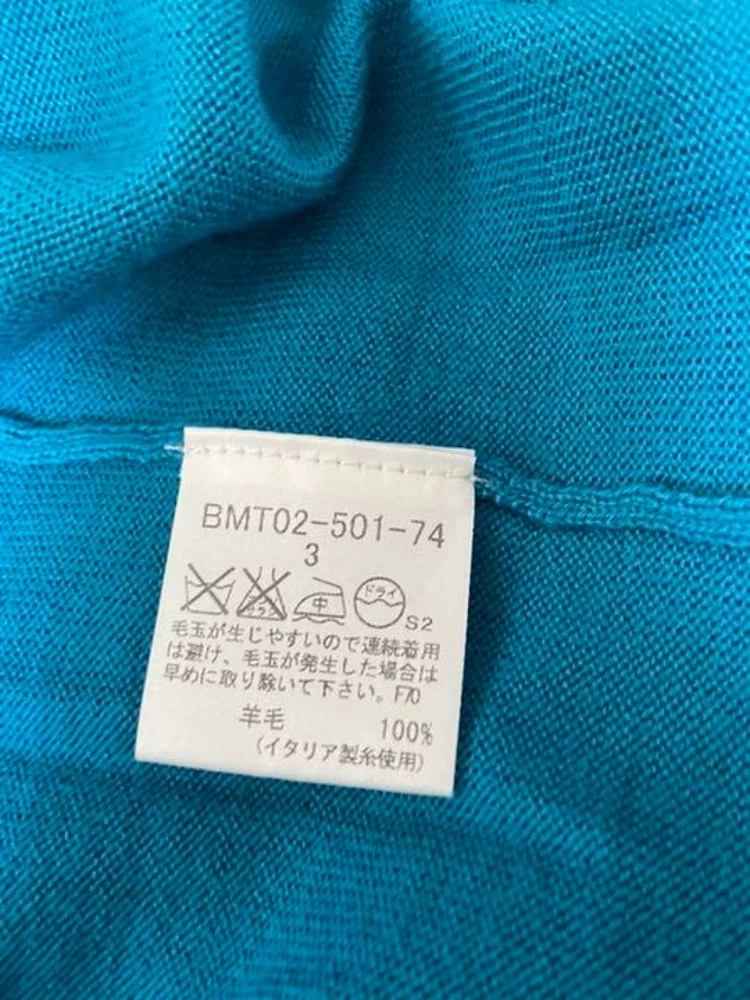 BMT02-501-74
3
中 ドライ S2
毛玉が生じやすいので連続着用
は避け、毛玉が発生した場合は
早めに取り除いて下さい。F70
羊毛 100%
(イタリア製糸使用)